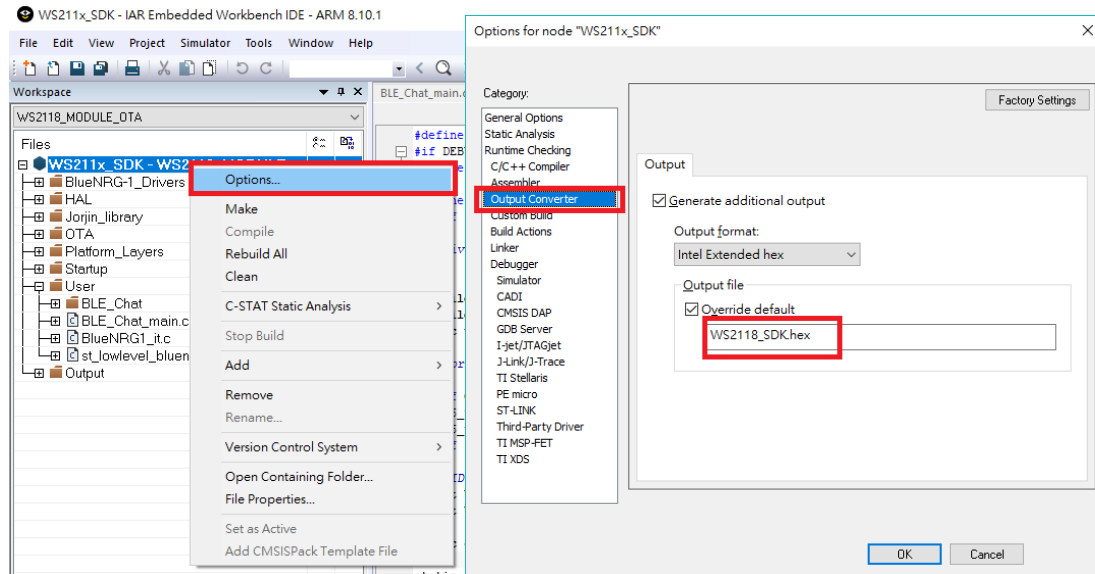 WS211x_SDK - IAR Embedded Workbench IDE - ARM 8.10.1
File Edit View Project Simulator Tools Window Help
Workspace
WS2118_MODULE_OTA
Files
WS211x_SDK - WS2
BlueNRG-1_Drivers
HAL
Jorjin_library
OTA
Platform_Layers
Startup
User
BLE_Chat
BLE_Chat_main.c
BlueNRG1_it.c
st_lowlevel_bluen
Output
BLE_Chat_main.c
#define
#if DEB
Options...
Make
Compile
Rebuild All
Clean
C-STAT Static Analysis
Stop Build
Add
Remove
Rename...
Version Control System
Open Containing Folder...
File Properties...
Set as Active
Add CMSISPack Template File
Options for node "WS211x_SDK"
Category:
General Options
Static Analysis
Runtime Checking
C/C++ Compiler
Assembler
Output Converter
Custom Build
Build Actions
Linker
Debugger
Simulator
CADI
CMSIS DAP
GDB Server
I-jet/JTAGjet
J-Link/J-Trace
TI Stellaris
PE micro
ST-LINK
Third-Party Driver
TI MSP-FET
TI XDS
Factory Settings
Output
Generate additional output
Output format:
Intel Extended hex
Output file
Override default
WS2118_SDK.hex
OK Cancel